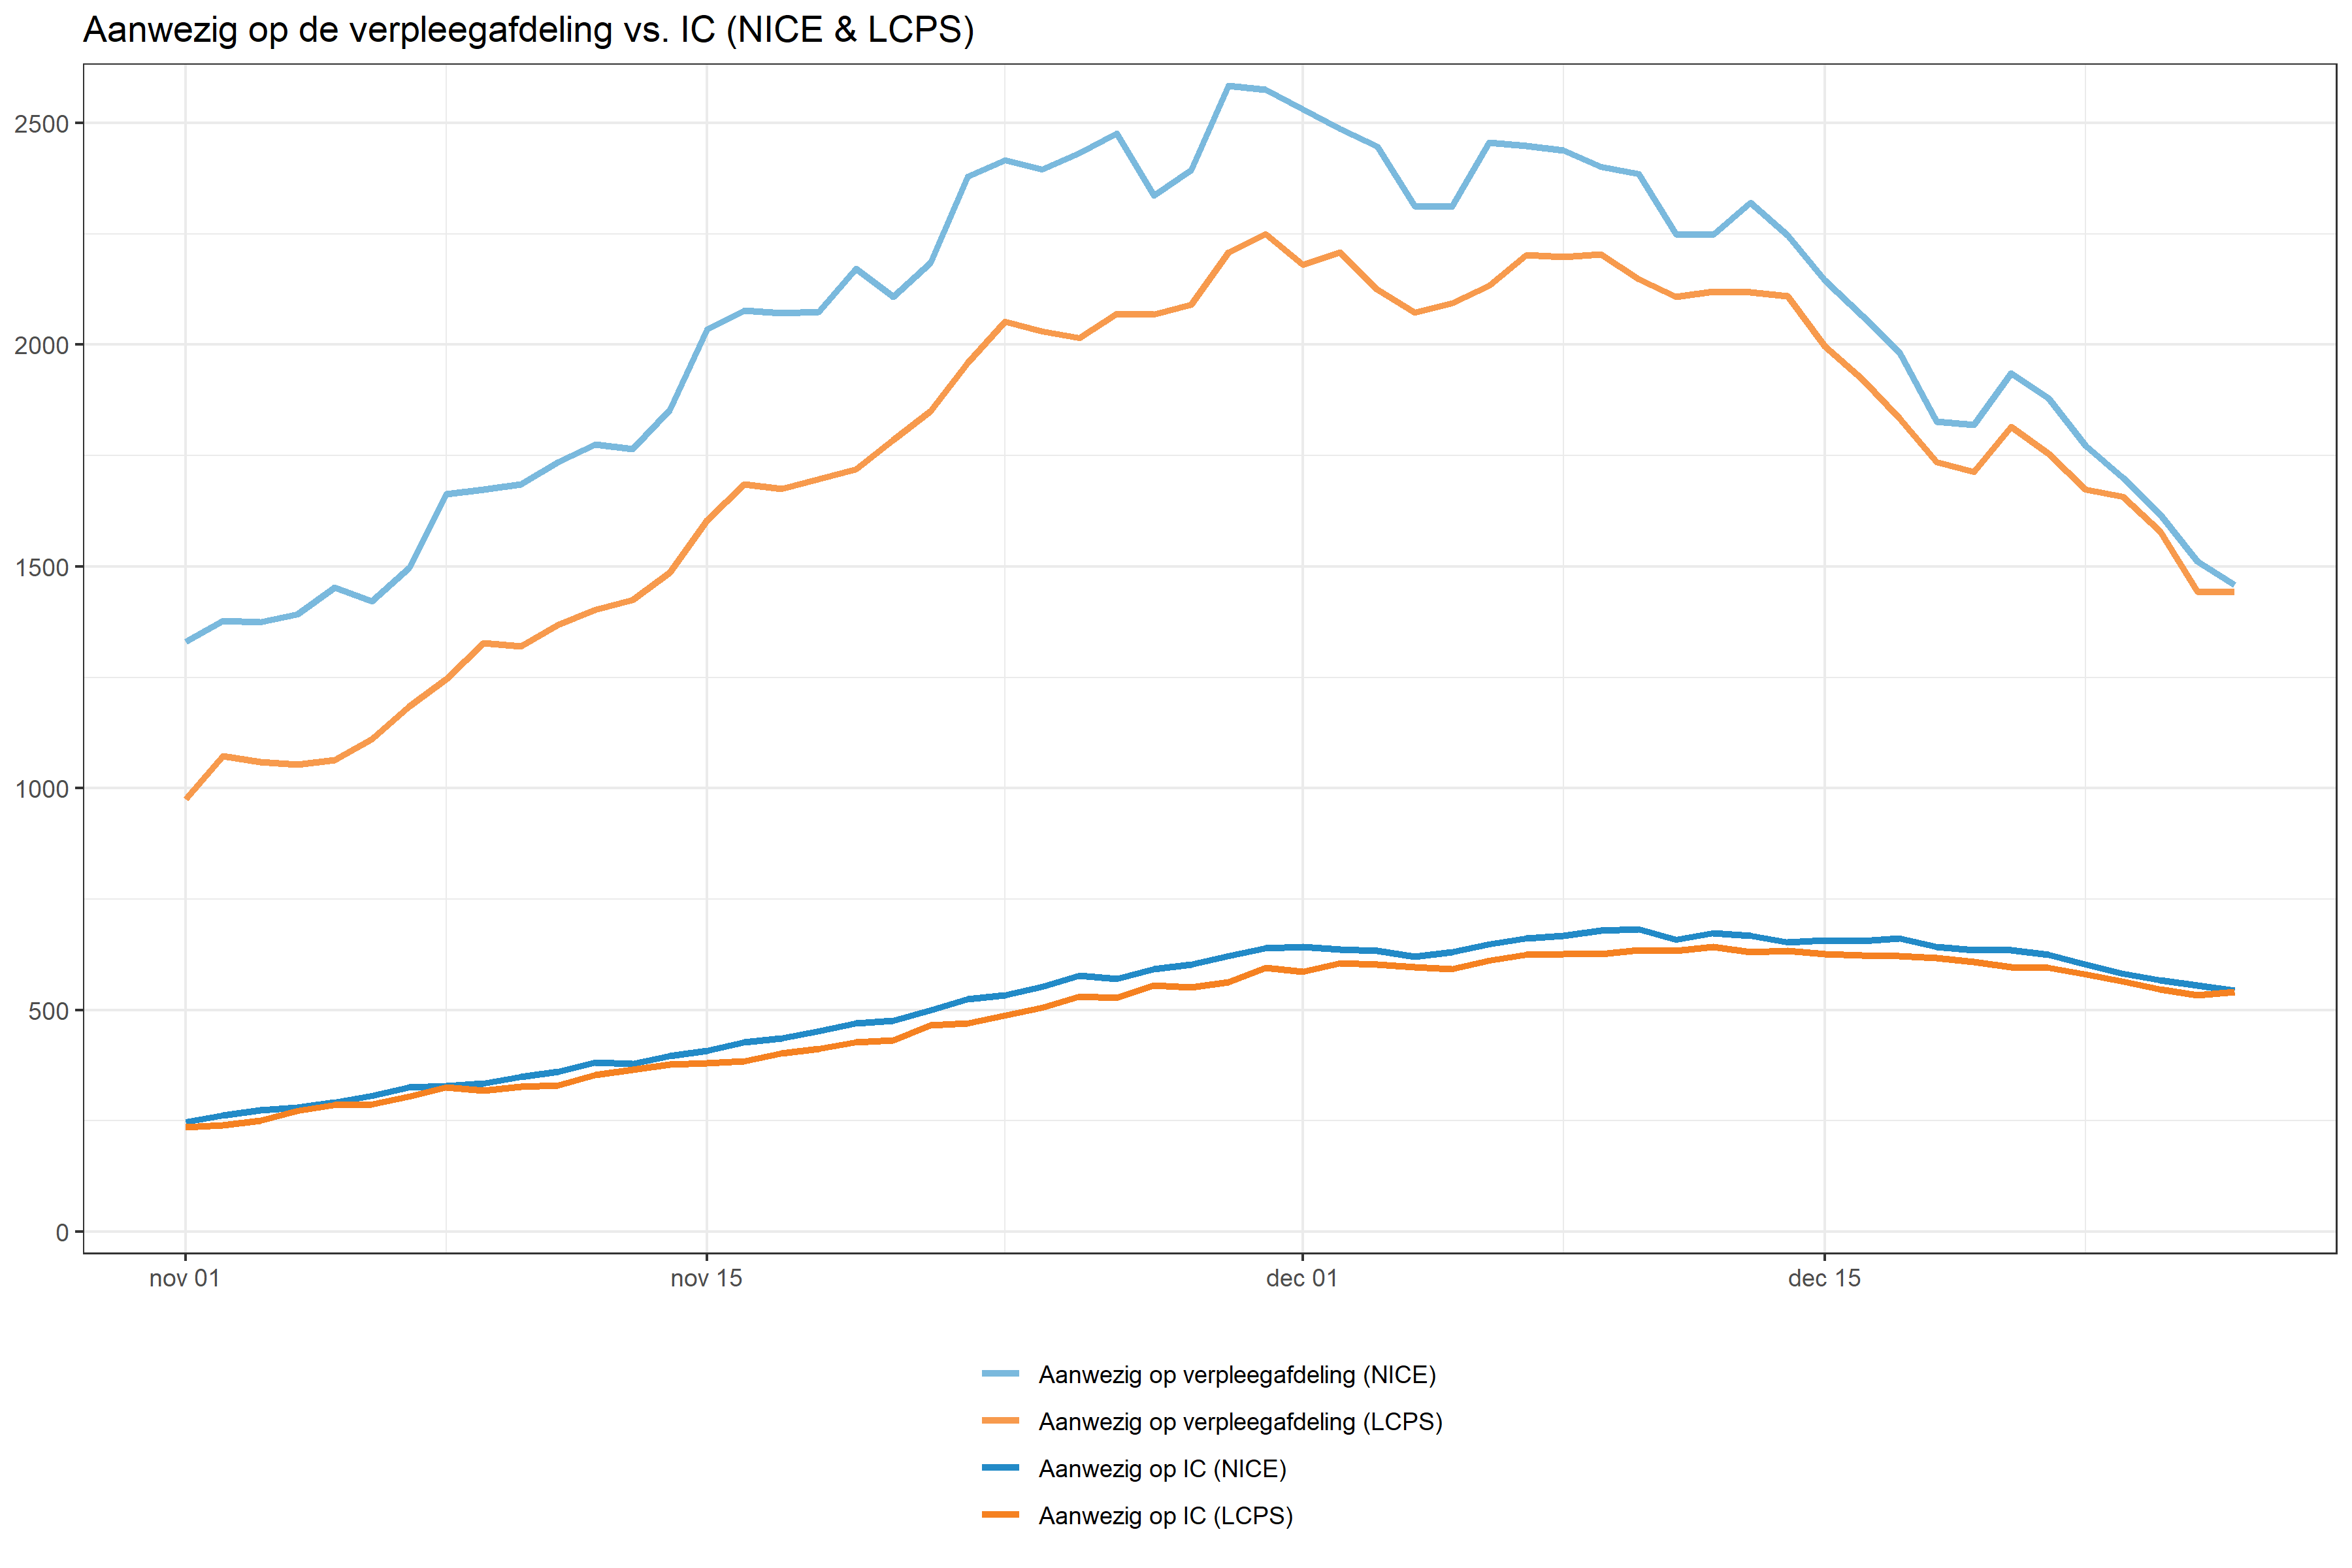 Aanwezig op de verpleegafdeling vs. IC (NICE & LCPS)
2500
2000
1500
1000
500
0
nov 01 nov 15 dec 01 dec 15
Aanwezig op verpleegafdeling (NICE)
Aanwezig op verpleegafdeling (LCPS)
Aanwezig op IC (NICE)
Aanwezig op IC (LCPS)